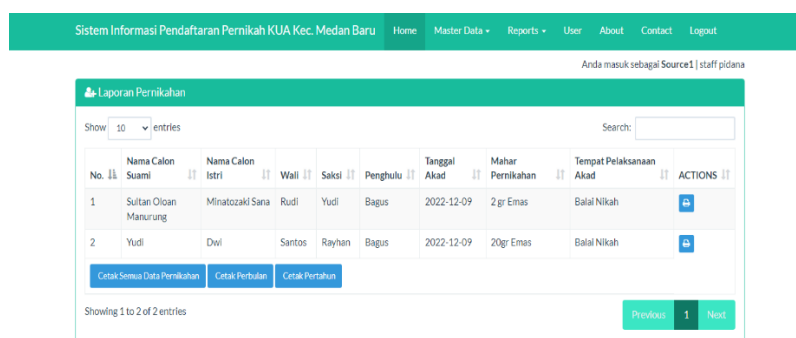 Sistem Informasi Pendaftaran Pernikah KUA Kec. Medan Baru Home Master Data Reports User About Contact Logout
Anda masuk sebagai Source1 | staff pidana
Laporan Pernikahan
Show 10 entries Search:
No. Nama Calon Suami Nama Calon Istri Wali Saksi Penghulu Tanggal Akad Mahar Pernikahan Tempat Pelaksanaan Akad ACTIONS
1 Sultan Oloan Manurung Minatozaki Sana Rudi Yudi Bagus 2022-12-09 2 gr Emas Balai Nikah
2 Yudi Dwi Santos Rayhan Bagus 2022-12-09 20gr Emas Balai Nikah
Cetak Semua Data Pernikahan Cetak Perbulan Cetak Pertahun
Showing 1 to 2 of 2 entries Previous 1 Next